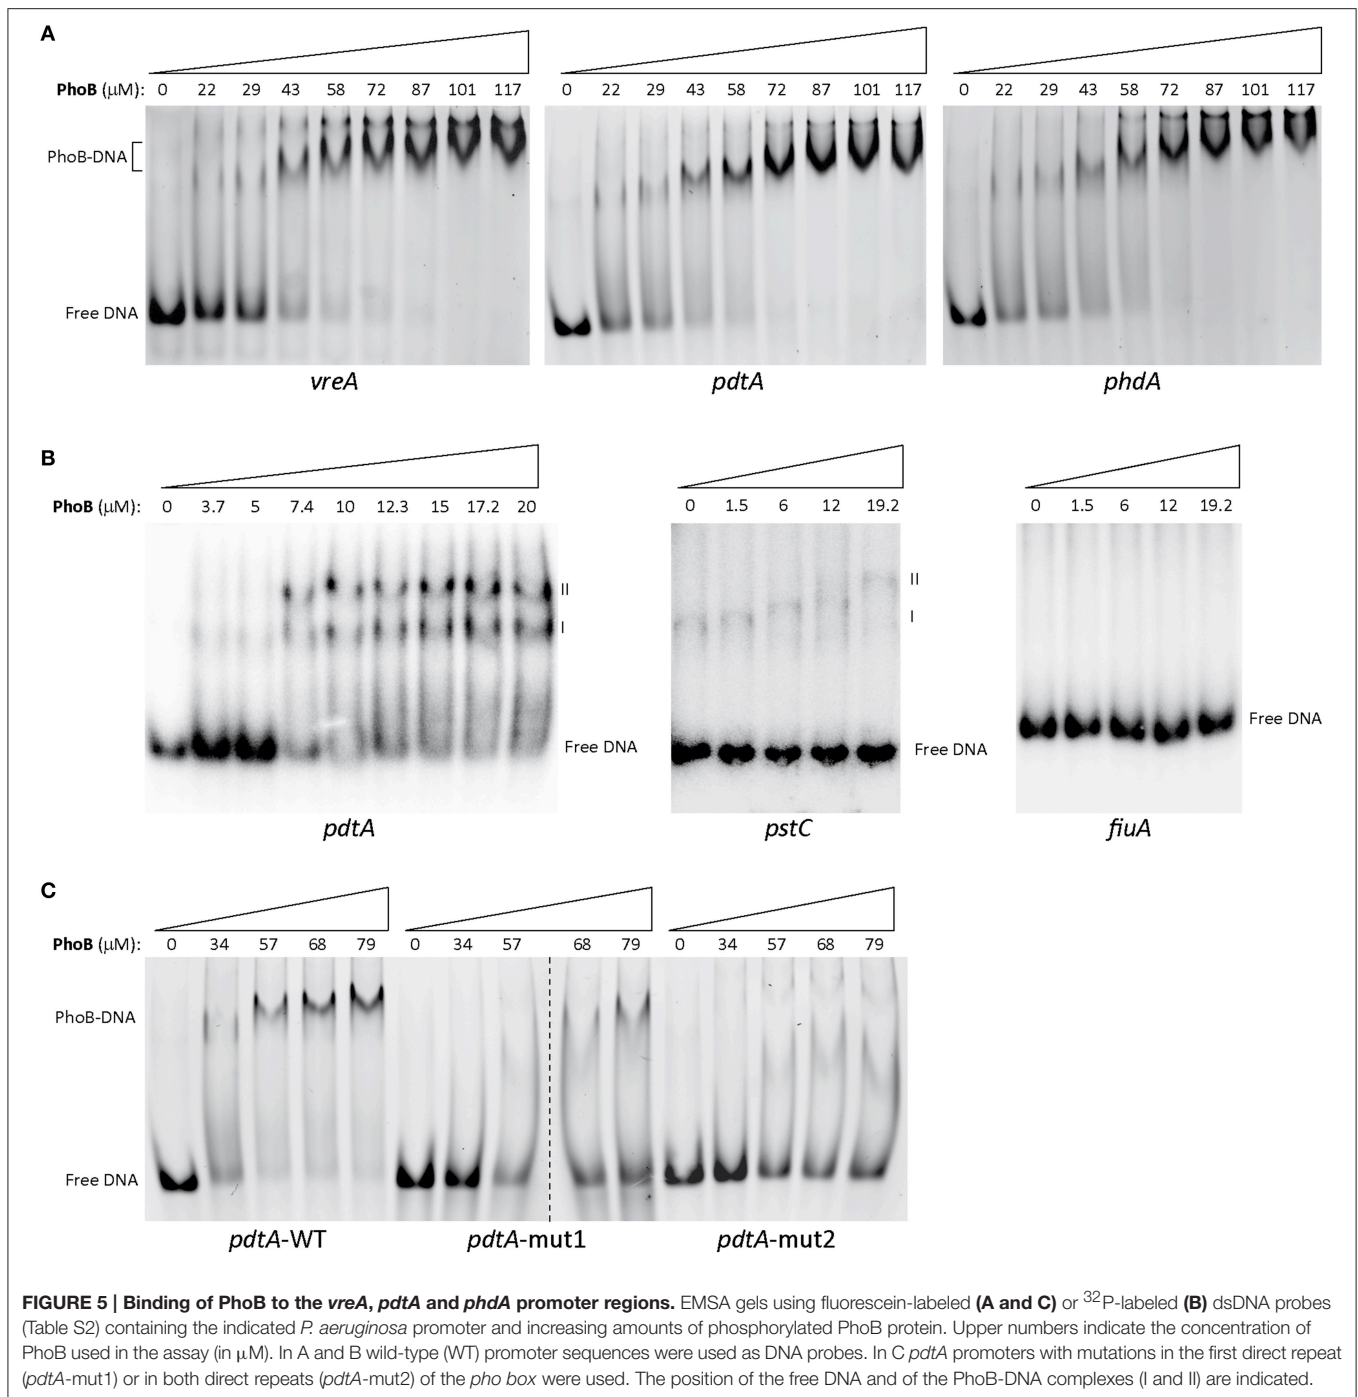 A
PhoB (μM): 0 22 29 43 58 72 87 101 117 0 22 29 43 58 72 87 101 117 0 22 29 43 58 72 87 101 117
PhoB-DNA
Free DNA
vreA pdtA phdA
B
PhoB (μM): 0 3.7 5 7.4 10 12.3 15 17.2 20 0 1.5 6 12 19.2 0 1.5 6 12 19.2
II II
I I
Free DNA Free DNA Free DNA
pdtA pstC fiuA
C
PhoB (μM): 0 34 57 68 79 0 34 57 68 79 0 34 57 68 79
PhoB-DNA
Free DNA
pdtA-WT pdtA-mut1 pdtA-mut2
FIGURE 5 | Binding of PhoB to the vreA, pdtA and phdA promoter regions. EMSA gels using fluorescein-labeled (A and C) or ³²P-labeled (B) dsDNA probes
(Table S2) containing the indicated P. aeruginosa promoter and increasing amounts of phosphorylated PhoB protein. Upper numbers indicate the concentration of
PhoB used in the assay (in μM). In A and B wild-type (WT) promoter sequences were used as DNA probes. In C pdtA promoters with mutations in the first direct repeat
(pdtA-mut1) or in both direct repeats (pdtA-mut2) of the pho box were used. The position of the free DNA and of the PhoB-DNA complexes (I and II) are indicated.